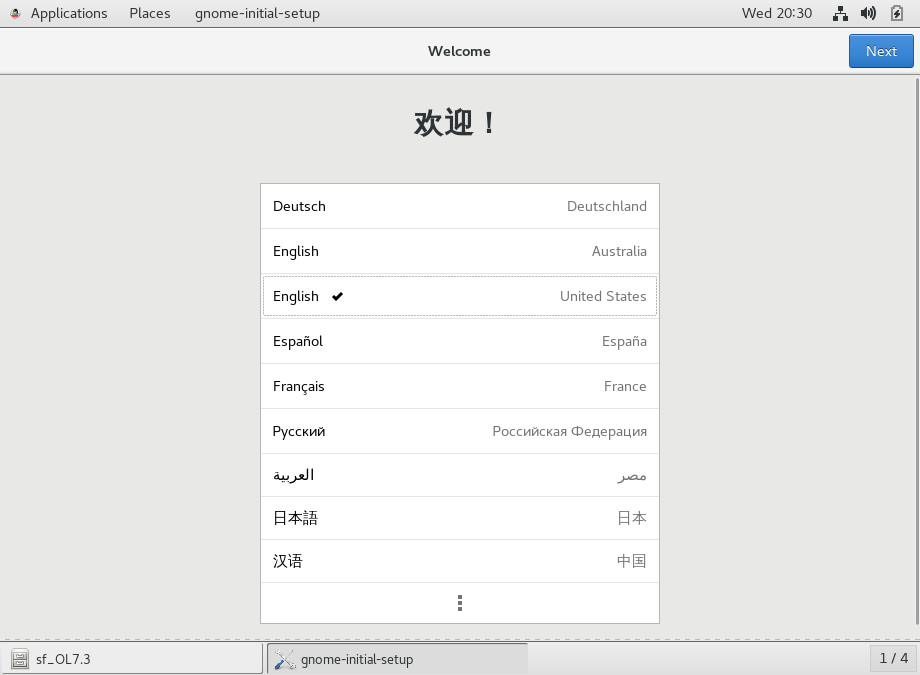 Applications Places gnome-initial-setup Wed 20:30
Welcome Next
欢迎！
Deutsch Deutschland
English Australia
English United States
Español España
Français France
Русский Российская Федерация
العربية مصر
日本語 日本
汉语 中国
sf_OL7.3 gnome-initial-setup 1 / 4